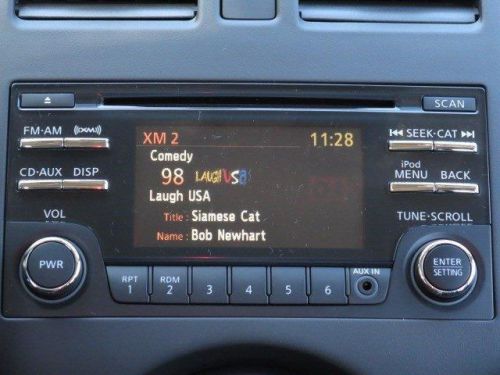 SCAN
FM·AM
XM
SEEK·CAT
CD·AUX DISP
iPod
MENU BACK
XM 2 11:28
Comedy
98 LAUGH USA
Laugh USA
Title : Siamese Cat
Name : Bob Newhart
VOL
TUNE·SCROLL
PWR
ENTER
SETTING
RPT
1
RDM
2
3
4
5
6
AUX IN